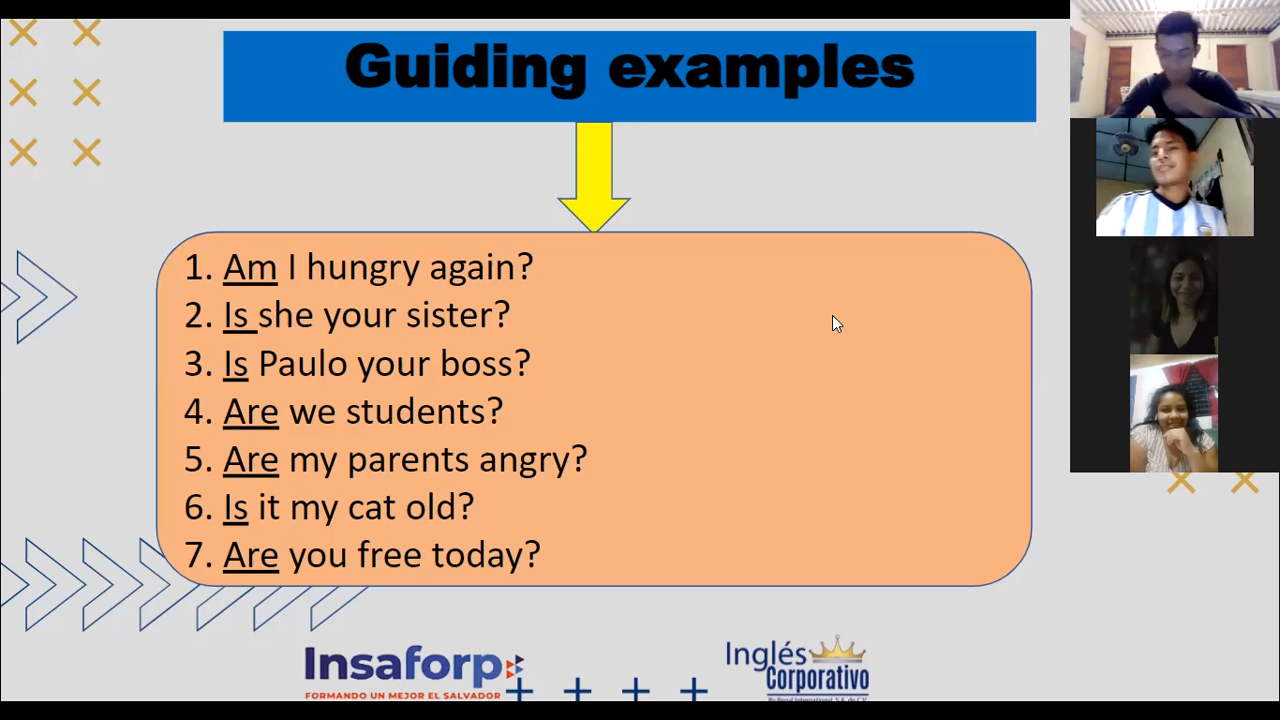 Guiding examples
1. Am I hungry again?
2. Is she your sister?
3. Is Paulo your boss?
4. Are we students?
5. Are my parents angry?
6. Is it my cat old?
7. Are you free today?
Insaforp
FORMANDO UN MEJOR EL SALVADOR
Inglés
Corporativo